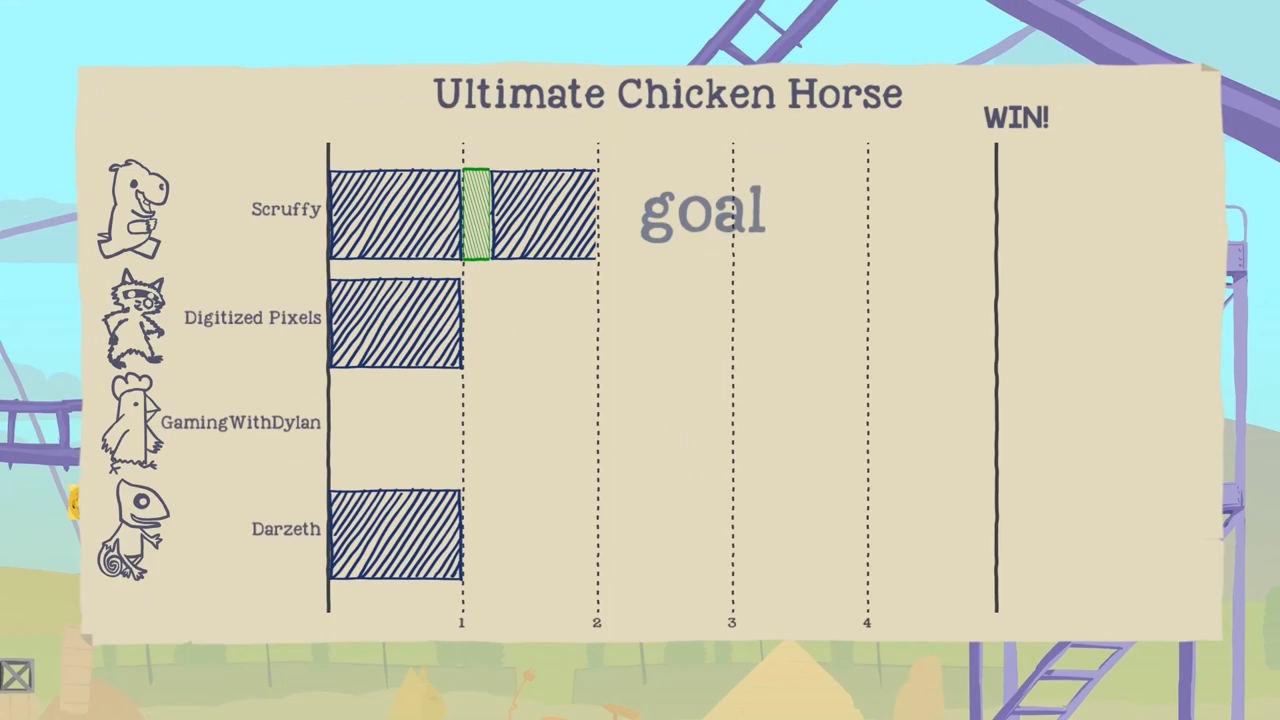 Ultimate Chicken Horse
WIN!
Scruffy
goal
Digitized Pixels
GamingWithDylan
Darzeth
1 2 3 4